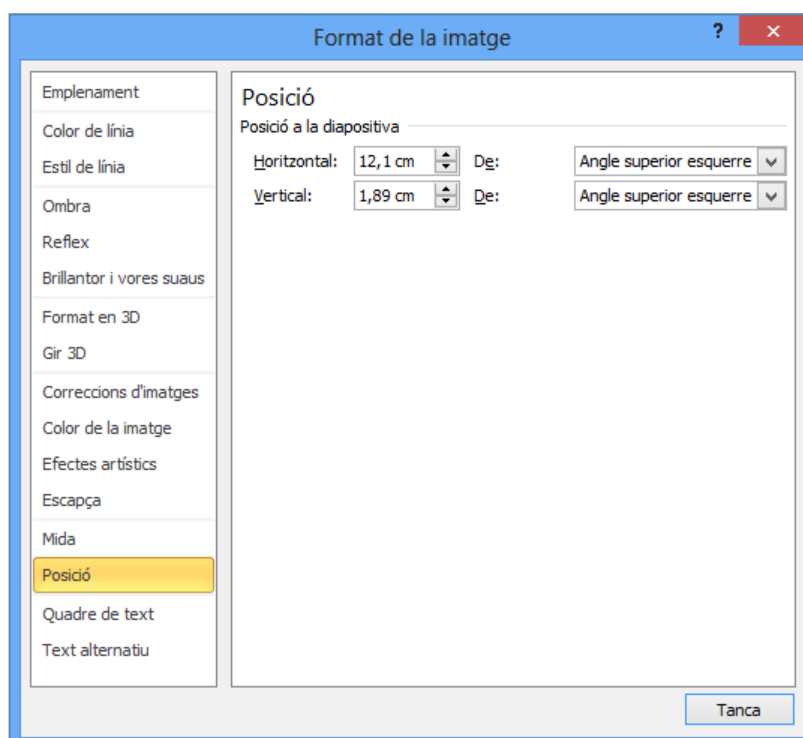 Format de la imatge
?
Emplenament
Color de línia
Estil de línia
Ombra
Reflex
Brillantor i vores suaus
Format en 3D
Gir 3D
Correccions d'imatges
Color de la imatge
Efectes artístics
Escapça
Mida
Posició
Quadre de text
Text alternatiu
Posició
Posició a la diapositiva
Horitzontal: 12,1 cm De: Angle superior esquerre
Vertical: 1,89 cm De: Angle superior esquerre
Tanca